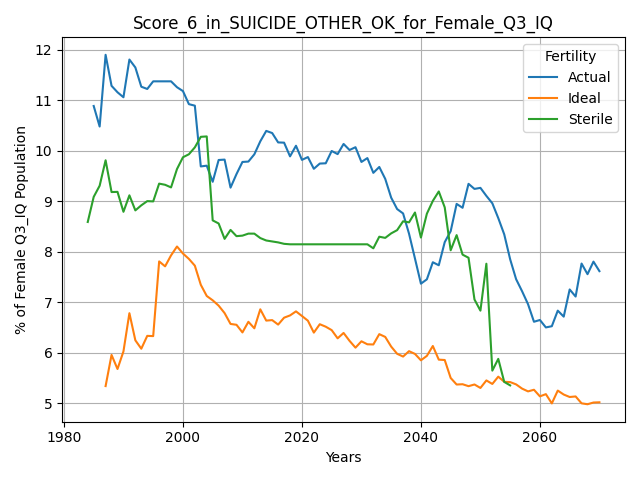 Score_6_in_SUICIDE_OTHER_OK_for_Female_Q3_IQ
Fertility
Actual
Ideal
Sterile
% of Female Q3_IQ Population
12
11
10
9
8
7
6
5
1980 2000 2020 2040 2060
Years